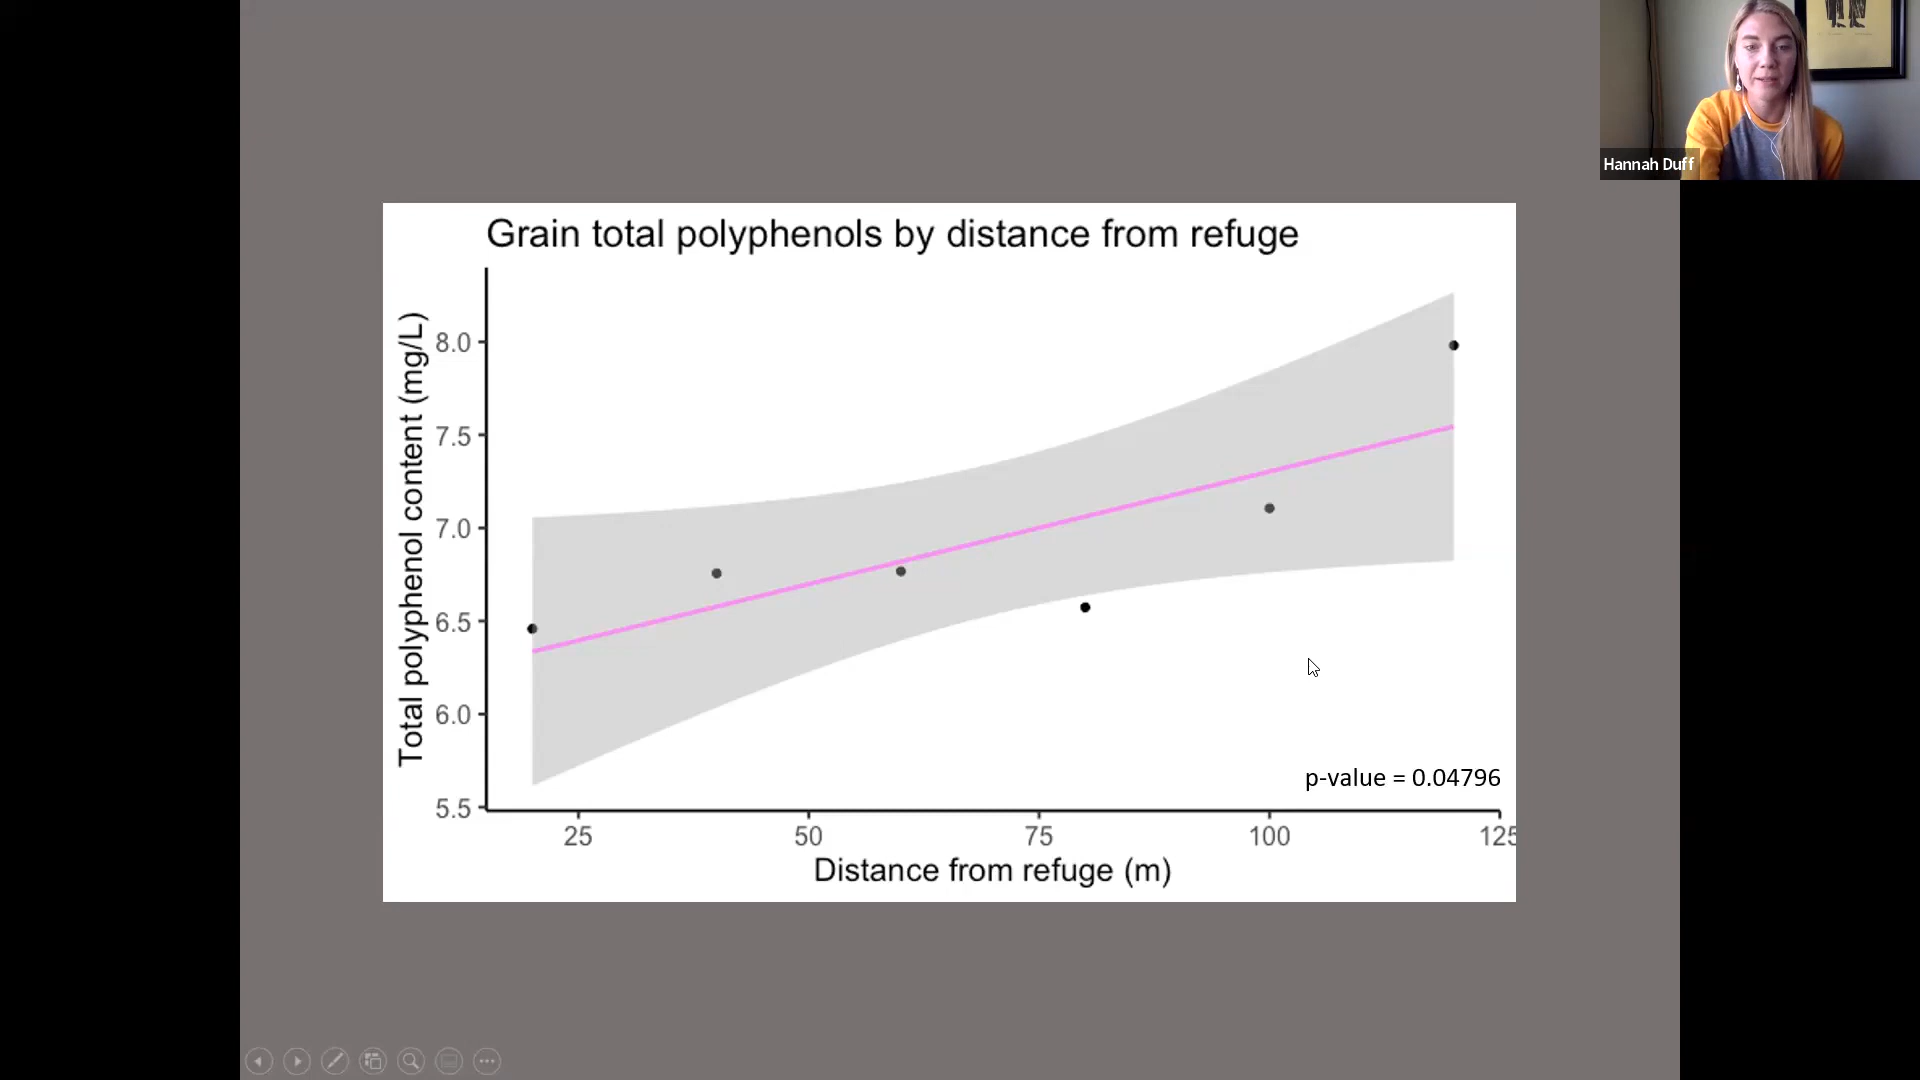 Hannah Duff
Grain total polyphenols by distance from refuge
Total polyphenol content (mg/L)
8.0
7.5
7.0
6.5
6.0
5.5
p-value = 0.04796
25
50
75
100
125
Distance from refuge (m)